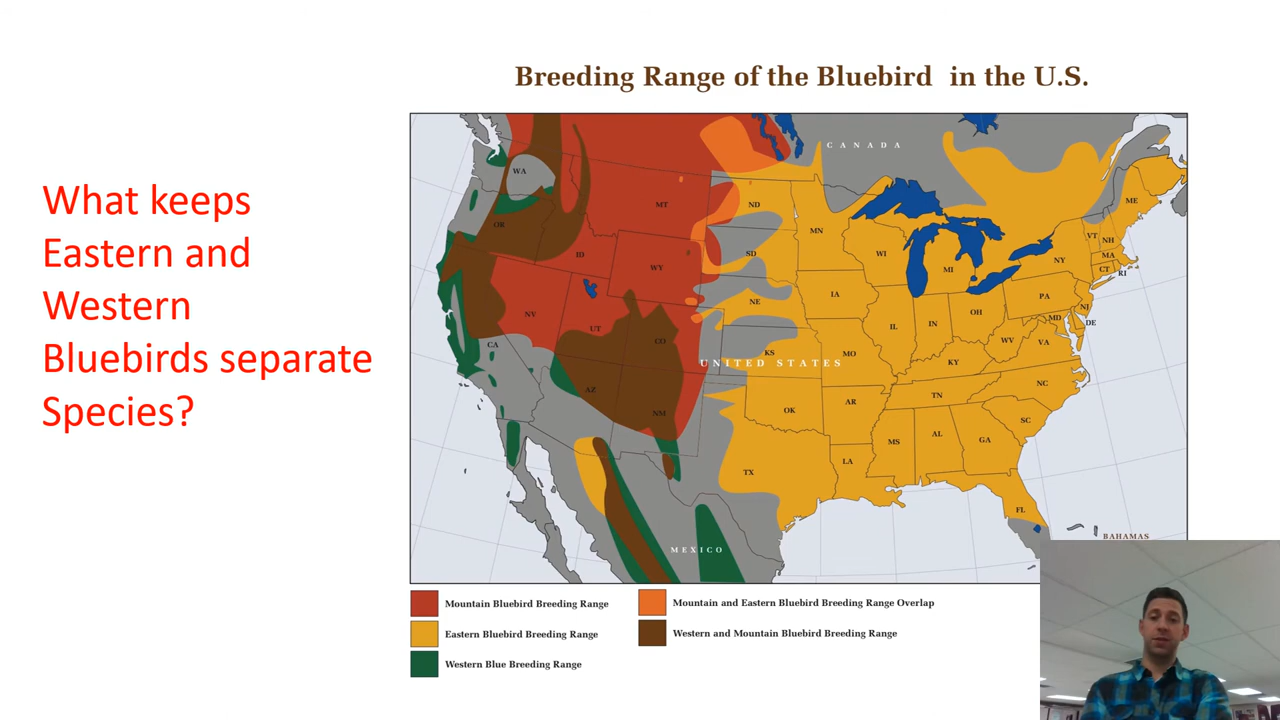 Breeding Range of the Bluebird in the U.S.
What keeps
Eastern and
Western
Bluebirds separate
Species?
CANADA
WA
OR
MT
ID
WY
NV
UT
CO
CA
AZ
NM
ND
SD
NE
KS
OK
TX
MN
IA
MO
AR
LA
WI
IL
MI
IN
OH
KY
TN
MS
AL
GA
FL
SC
NC
VA
WV
PA
NY
VT
NH
ME
MA
CT
RI
NJ
MD
DE
UNITED STATES
MEXICO
BAHAMAS
Mountain Bluebird Breeding Range
Eastern Bluebird Breeding Range
Western Blue Breeding Range
Mountain and Eastern Bluebird Breeding Range Overlap
Western and Mountain Bluebird Breeding Range